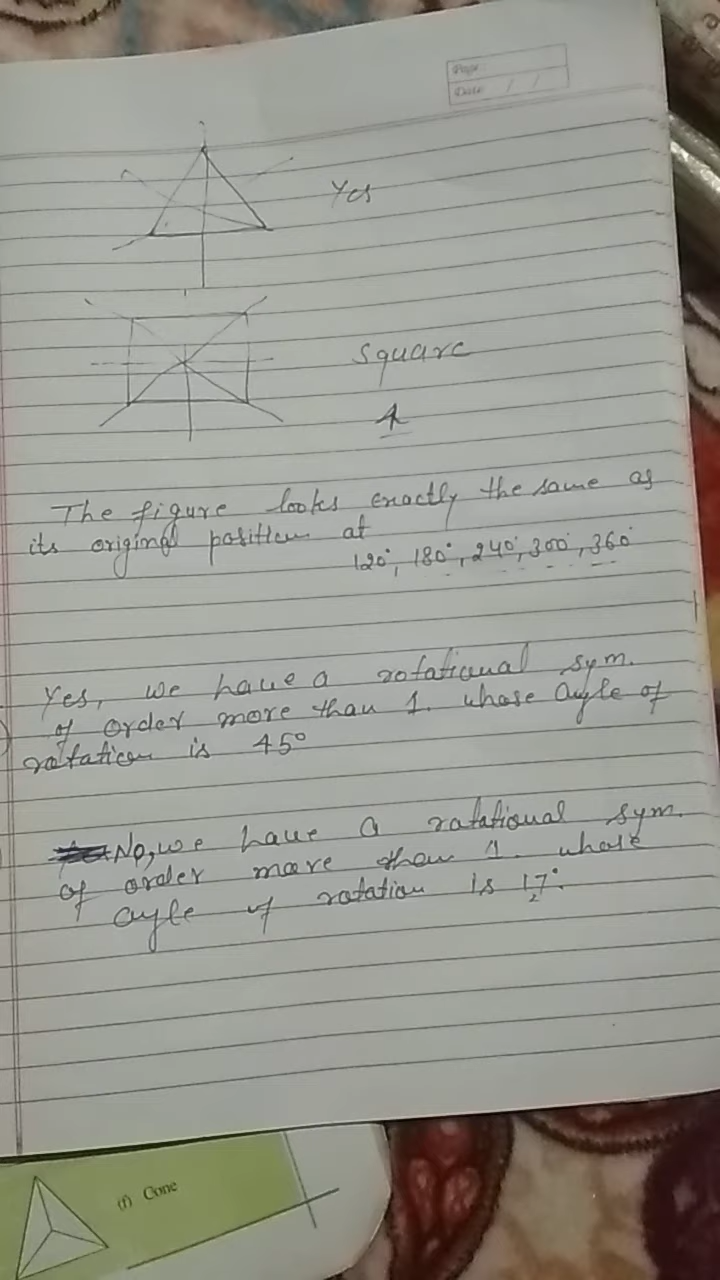 Page:
Date: / /
Yes
Square
4
The figure looks exactly the same as
its original position at
120°, 180°, 240°, 300°, 360°
Yes, we have a rotational sym.
of order more than 1. whose angle of
rotation is 45°
No, we have a rotational sym.
of order more than 1. whose
angle of rotation is 17°.
(f) Cone